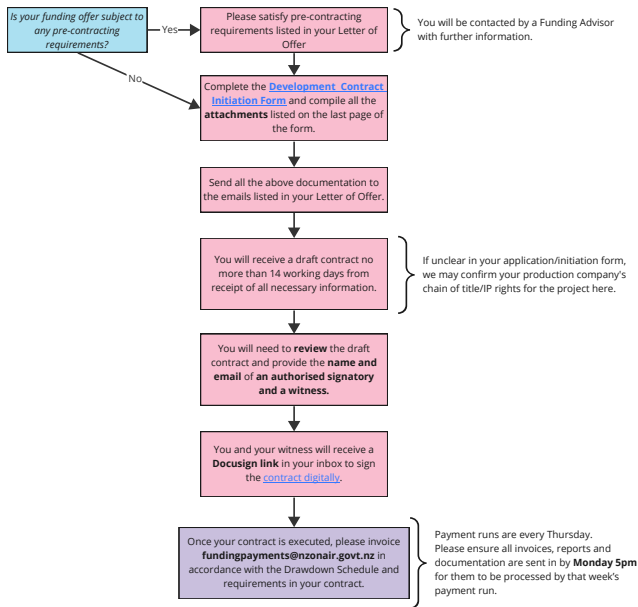 Is your funding offer subject to
any pre-contracting
requirements?
Yes
Please satisfy pre-contracting
requirements listed in your Letter of
Offer
You will be contacted by a Funding Advisor
with further information.
No
Complete the Development Contract
Initiation Form and compile all the
attachments listed on the last page of
the form.
Send all the above documentation to
the emails listed in your Letter of Offer.
You will receive a draft contract no
more than 14 working days from
receipt of all necessary information.
If unclear in your application/initiation form,
we may confirm your production company's
chain of title/IP rights for the project here.
You will need to review the draft
contract and provide the name and
email of an authorised signatory
and a witness.
You and your witness will receive a
Docusign link in your inbox to sign
the contract digitally.
Once your contract is executed, please invoice
fundingpayments@nzonair.govt.nz in
accordance with the Drawdown Schedule and
requirements in your contract.
Payment runs are every Thursday.
Please ensure all invoices, reports and
documentation are sent in by Monday 5pm
for them to be processed by that week's
payment run.